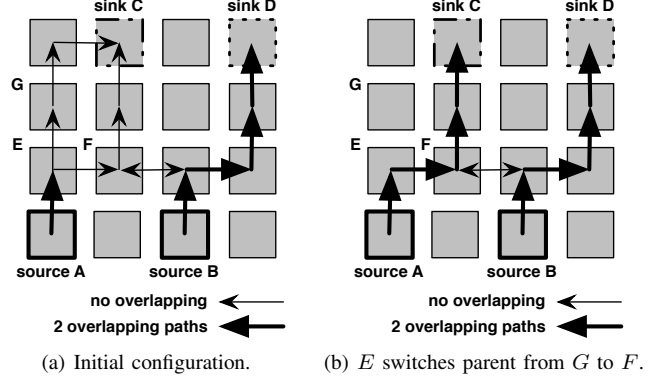 sink C sink D sink C sink D
G G
E F E F
source A source B source A source B
no overlapping no overlapping
2 overlapping paths 2 overlapping paths
(a) Initial configuration. (b) E switches parent from G to F.